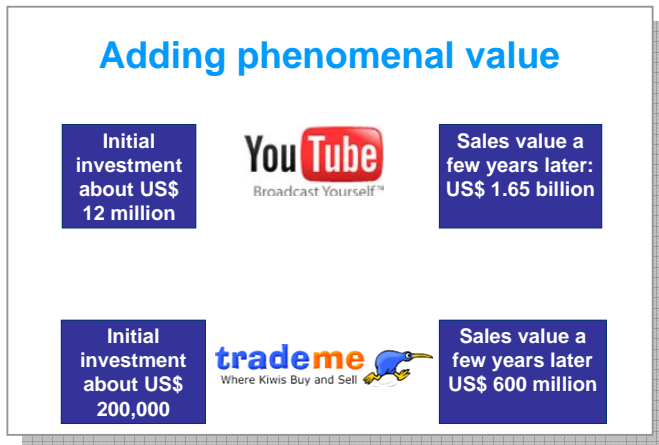 Adding phenomenal value
Initial
investment
about US$
12 million
YouTube
Broadcast Yourself™
Sales value a
few years later:
US$ 1.65 billion
Initial
investment
about US$
200,000
trademe
Where Kiwis Buy and Sell
Sales value a
few years later
US$ 600 million